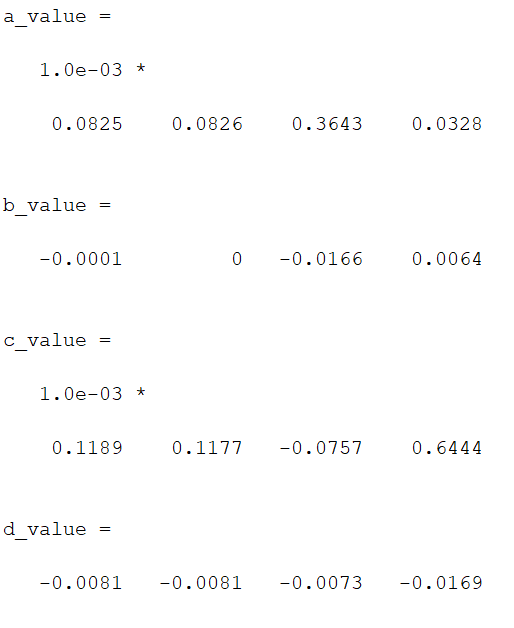 a_value =
1.0e-03 *
0.0825 0.0826 0.3643 0.0328
b_value =
-0.0001 0 -0.0166 0.0064
c_value =
1.0e-03 *
0.1189 0.1177 -0.0757 0.6444
d_value =
-0.0081 -0.0081 -0.0073 -0.0169